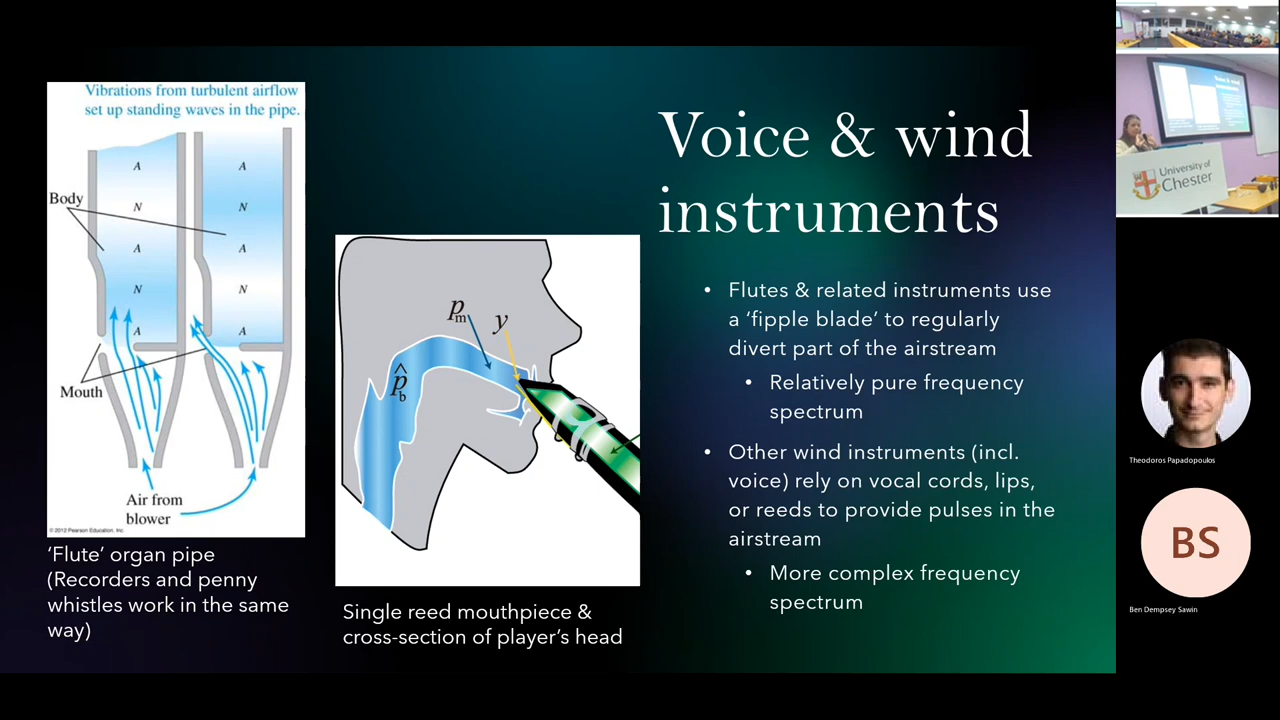 Vibrations from turbulent airflow
set up standing waves in the pipe.
A
A
Body
N
N
A
A
N
N
A
A
Mouth
Air from
blower
© 2012 Pearson Education, Inc.
'Flute' organ pipe
(Recorders and penny
whistles work in the same
way)
pm
y
p̂b
Single reed mouthpiece &
cross-section of player's head
Voice & wind
instruments
• Flutes & related instruments use
a 'fipple blade' to regularly
divert part of the airstream
• Relatively pure frequency
spectrum
• Other wind instruments (incl.
voice) rely on vocal cords, lips,
or reeds to provide pulses in the
airstream
• More complex frequency
spectrum
University of
Chester
Theodoros Papadopoulos
BS
Ben Dempsey Sawin